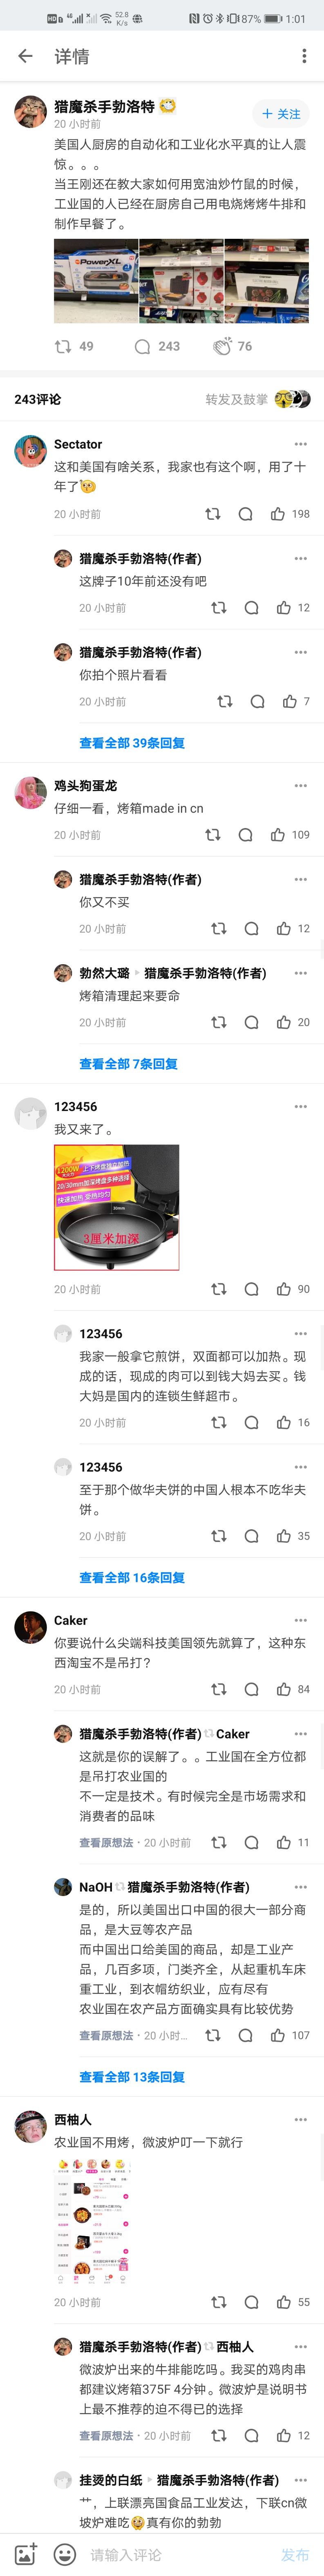 52.8 K/s
87%
1:01
详情
猎魔杀手勃洛特
20 小时前
+ 关注
美国人厨房的自动化和工业化水平真的让人震
惊。。。
当王刚还在教大家如何用宽油炒竹鼠的时候，
工业国的人已经在厨房自己用电烧烤烤牛排和
制作早餐了。
PowerXL
49
243
76
243评论
转发及鼓掌
Sectator
这和美国有啥关系，我家也有这个啊，用了十
年了
20 小时前
198
猎魔杀手勃洛特(作者)
这牌子10年前还没有吧
20 小时前
12
猎魔杀手勃洛特(作者)
你拍个照片看看
20 小时前
7
查看全部 39条回复
鸡头狗蛋龙
仔细一看，烤箱made in cn
20 小时前
109
猎魔杀手勃洛特(作者)
你又不买
20 小时前
12
勃然大璐 ▸ 猎魔杀手勃洛特(作者)
烤箱清理起来要命
20 小时前
20
查看全部 7条回复
123456
我又来了。
1200W 上下烤盘独立加热
20/30mm加深烤盘多种选择
快速加热 受热均匀
3厘米加深
20 小时前
90
123456
我家一般拿它煎饼，双面都可以加热。现
成的话，现成的肉可以到钱大妈去买。钱
大妈是国内的连锁生鲜超市。
20 小时前
16
123456
至于那个做华夫饼的中国人根本不吃华夫
饼。
20 小时前
35
查看全部 16条回复
Caker
你要说什么尖端科技美国领先就算了，这种东
西淘宝不是吊打？
20 小时前
84
猎魔杀手勃洛特(作者) Caker
这就是你的误解了。。工业国在全方位都
是吊打农业国的
不一定是技术。有时候完全是市场需求和
消费者的品味
查看原想法 · 20 小时前
11
NaOH 猎魔杀手勃洛特(作者)
是的，所以美国出口中国的很大一部分商
品，是大豆等农产品
而中国出口给美国的商品，却是工业产
品，几百多项，门类齐全，从起重机车床
重工业，到衣帽纺织业，应有尽有
农业国在农产品方面确实具有比较优势
查看原想法 · 20 小时...
107
查看全部 13条回复
西柚人
农业国不用烤，微波炉叮一下就行
20 小时前
55
猎魔杀手勃洛特(作者) 西柚人
微波炉出来的牛排能吃吗。我买的鸡肉串
都建议烤箱375F 4分钟。微波炉是说明书
上最不推荐的迫不得已的选择
查看原想法 · 20 小时前
12
挂烫的白纸 ▸ 猎魔杀手勃洛特(作者)
艹，上联漂亮国食品工业发达，下联cn微
坡炉难吃真有你的勃勃
请输入评论
发布